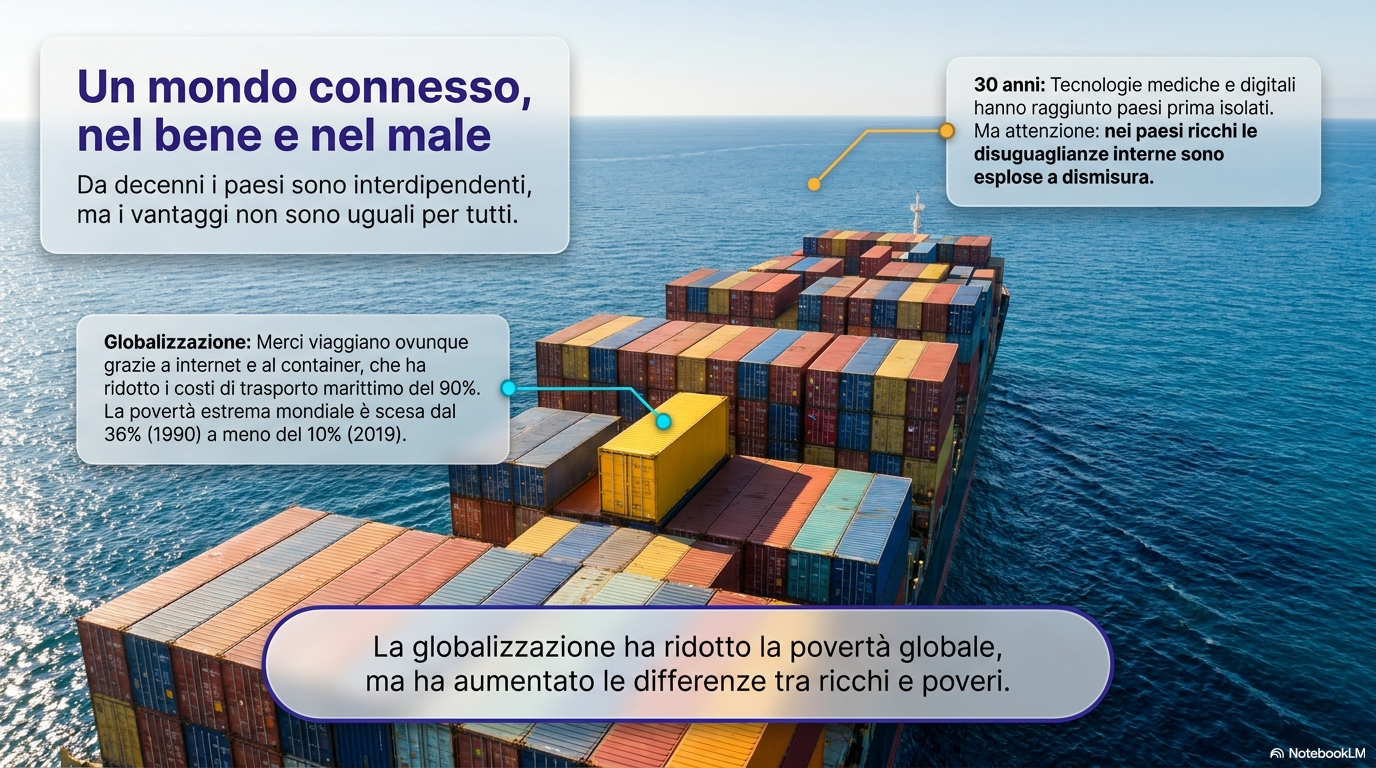 Un mondo connesso,
nel bene e nel male
Da decenni i paesi sono interdipendenti,
ma i vantaggi non sono uguali per tutti.
30 anni: Tecnologie mediche e digitali
hanno raggiunto paesi prima isolati.
Ma attenzione: nei paesi ricchi le
disuguaglianze interne sono
esplose a dismisura.
Globalizzazione: Merci viaggiano ovunque
grazie a internet e al container, che ha
ridotto i costi di trasporto marittimo del 90%.
La povertà estrema mondiale è scesa dal
36% (1990) a meno del 10% (2019).
La globalizzazione ha ridotto la povertà globale,
ma ha aumentato le differenze tra ricchi e poveri.
NotebookLM